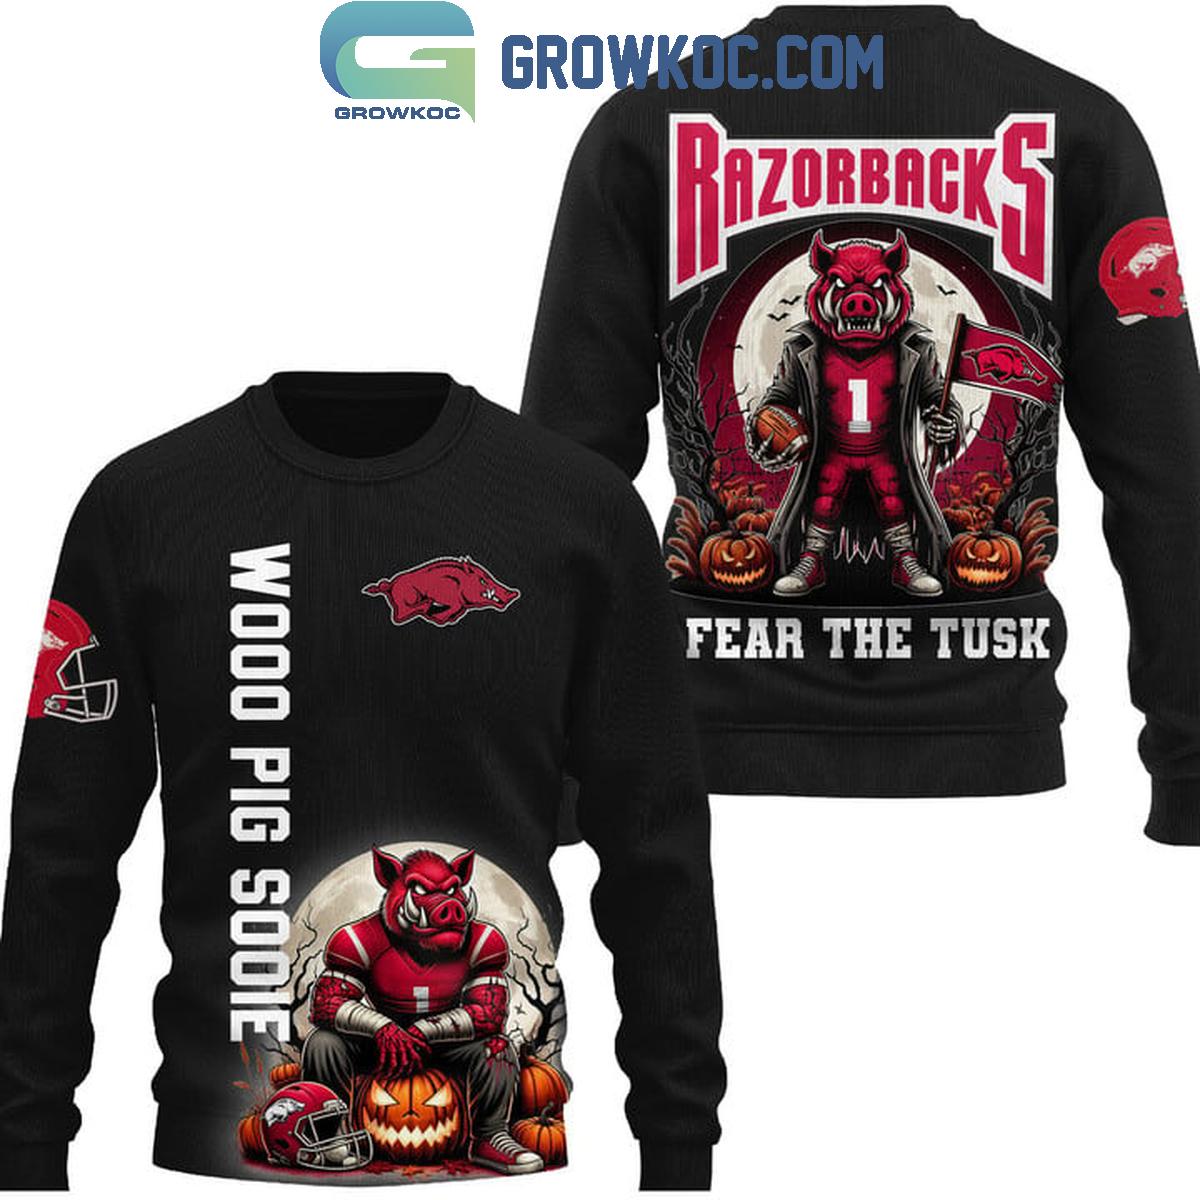 GROWKOC
GROWKOC.COM
RAZORBACKS
1
FEAR THE TUSK
WOOO PIG SOOIE
1